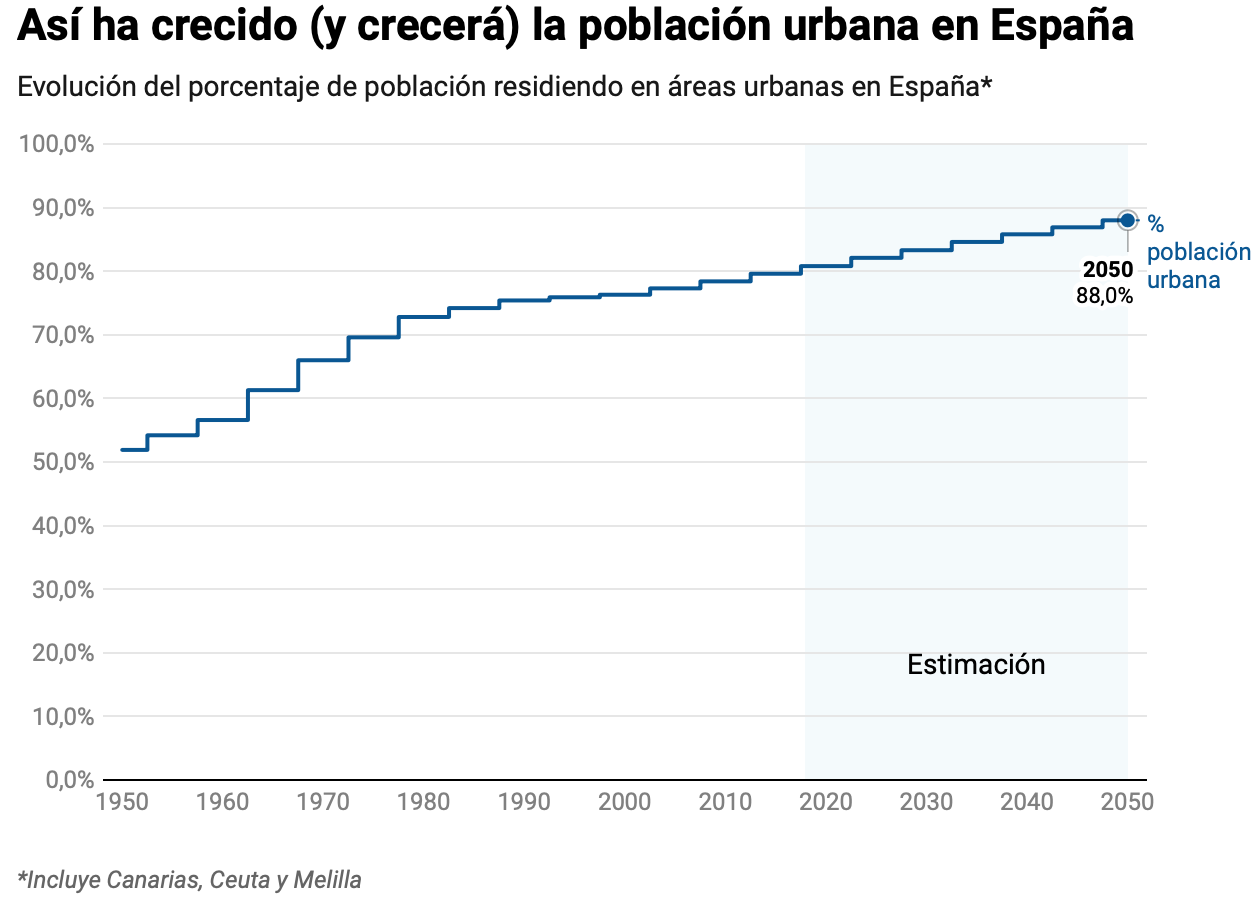 Así ha crecido (y crecerá) la población urbana en España
Evolución del porcentaje de población residiendo en áreas urbanas en España*
100,0%
90,0%
80,0%
70,0%
60,0%
50,0%
40,0%
30,0%
20,0%
10,0%
0,0%
%
población
urbana
2050
88,0%
Estimación
1950 1960 1970 1980 1990 2000 2010 2020 2030 2040 2050
*Incluye Canarias, Ceuta y Melilla